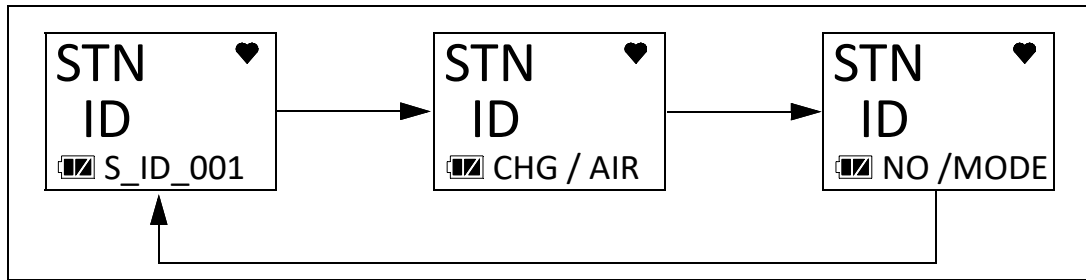 STN
ID
S_ID_001
STN
ID
CHG / AIR
STN
ID
NO /MODE